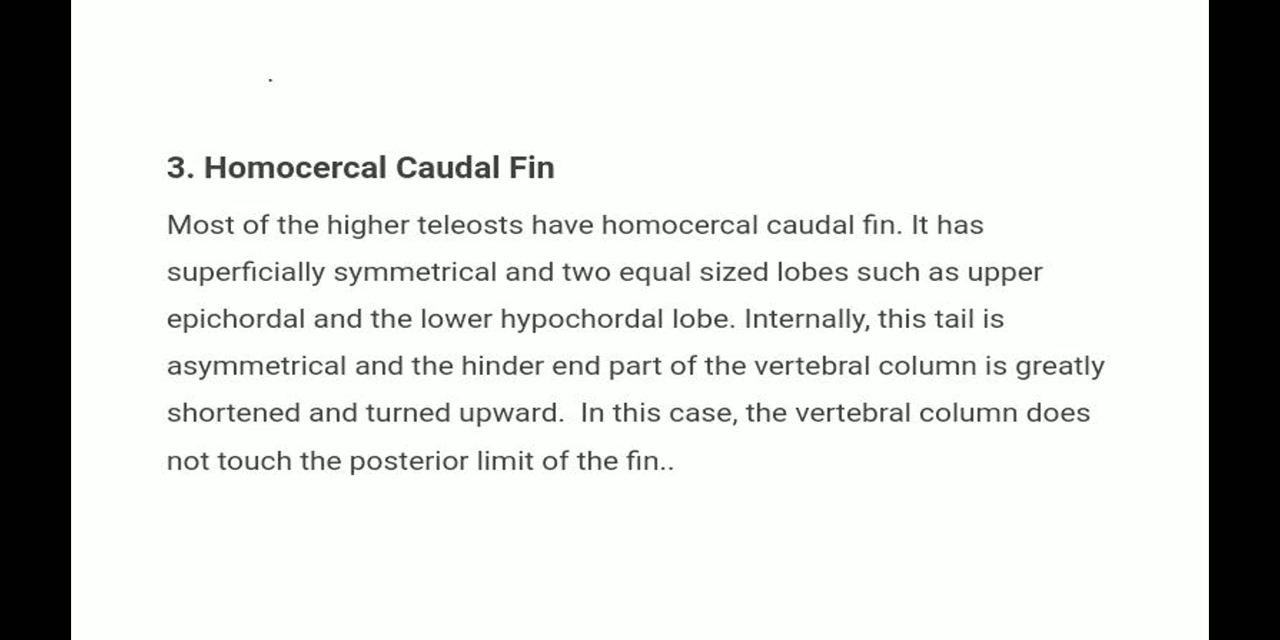 3. Homocercal Caudal Fin
Most of the higher teleosts have homocercal caudal fin. It has
superficially symmetrical and two equal sized lobes such as upper
epichordal and the lower hypochordal lobe. Internally, this tail is
asymmetrical and the hinder end part of the vertebral column is greatly
shortened and turned upward.  In this case, the vertebral column does
not touch the posterior limit of the fin..